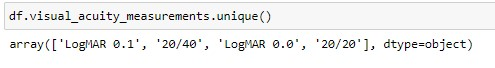 df.visual_acuity_measurements.unique()
array(['LogMAR 0.1', '20/40', 'LogMAR 0.0', '20/20'], dtype=object)